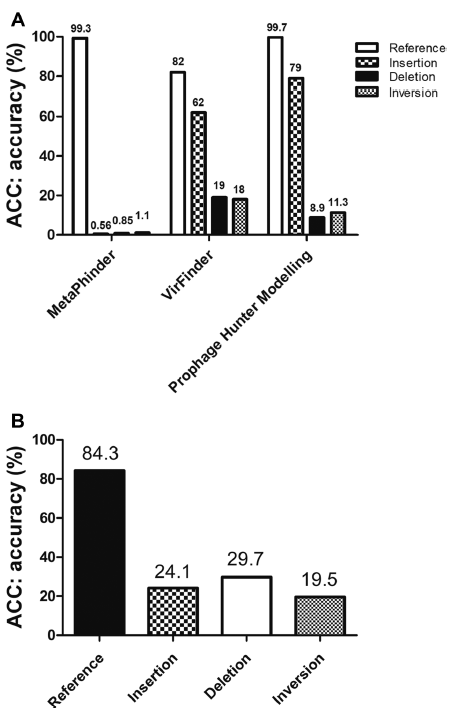 A
ACC: accuracy (%)
100
80
60
40
20
0
99.3
0.56
0.85
1.1
82
62
19
18
99.7
79
8.9
11.3
MetaPhinder
VirFinder
Prophage Hunter Modelling
Reference
Insertion
Deletion
Inversion
B
ACC: accuracy (%)
100
80
60
40
20
0
84.3
24.1
29.7
19.5
Reference
Insertion
Deletion
Inversion